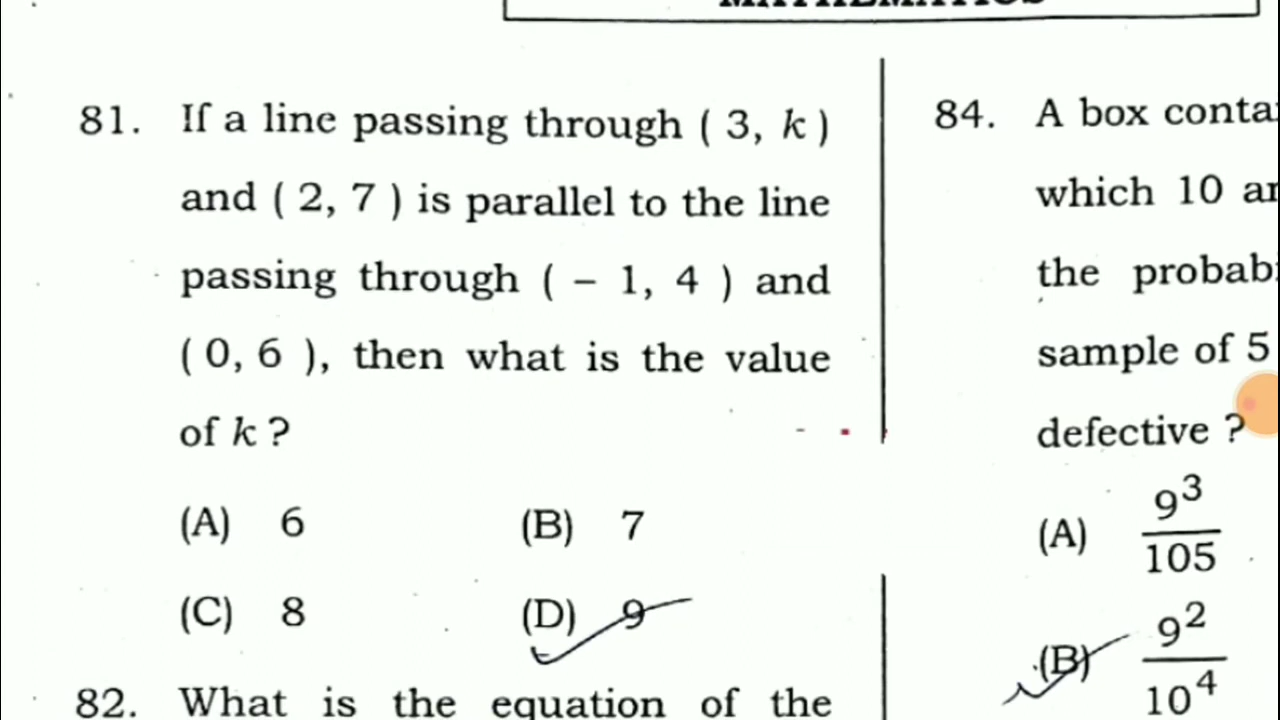 81. If a line passing through ( 3, k )
and ( 2, 7 ) is parallel to the line
passing through ( – 1, 4 ) and
( 0, 6 ), then what is the value
of k ?
(A) 6 (B) 7
(C) 8 (D) 9
82. What is the equation of the
84. A box conta
which 10 ar
the probab
sample of 5
defective ?
(A) 9^3/105
(B) 9^2/10^4